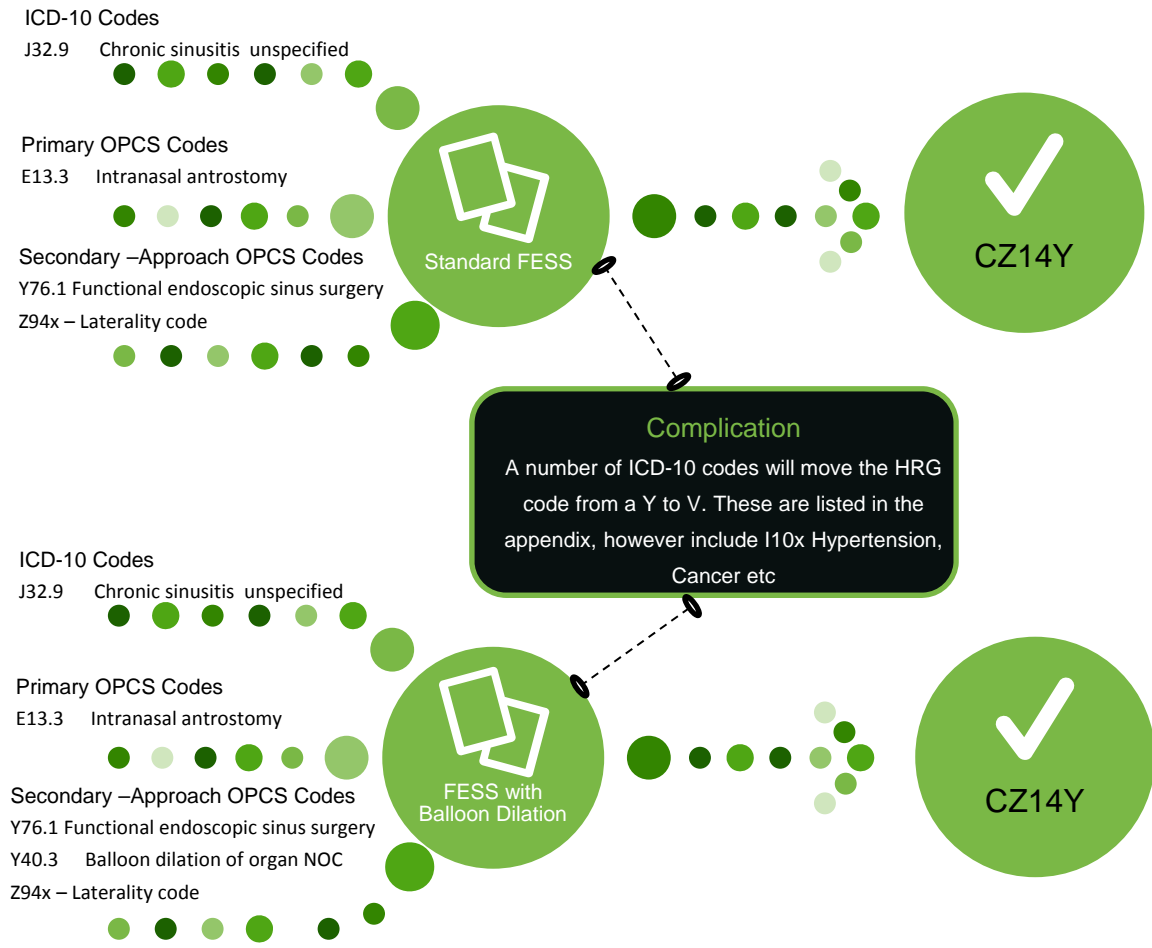 ICD-10 Codes
J32.9 Chronic sinusitis unspecified
Primary OPCS Codes
E13.3 Intranasal antrostomy
Secondary –Approach OPCS Codes
Y76.1 Functional endoscopic sinus surgery
Z94x – Laterality code
Standard FESS
CZ14Y
Complication
A number of ICD-10 codes will move the HRG
code from a Y to V. These are listed in the
appendix, however include I10x Hypertension,
Cancer etc
ICD-10 Codes
J32.9 Chronic sinusitis unspecified
Primary OPCS Codes
E13.3 Intranasal antrostomy
Secondary –Approach OPCS Codes
Y76.1 Functional endoscopic sinus surgery
Y40.3 Balloon dilation of organ NOC
Z94x – Laterality code
FESS with
Balloon Dilation
CZ14Y